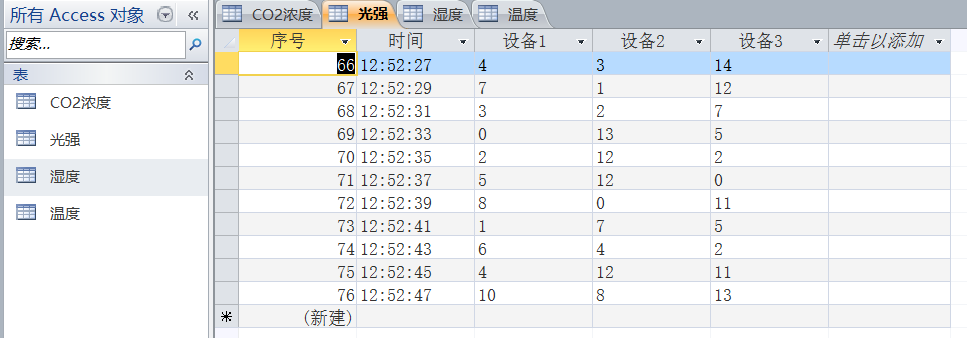 所有 Access 对象
搜索...
表
CO2浓度
光强
湿度
温度
CO2浓度 光强 湿度 温度
序号 时间 设备1 设备2 设备3 单击以添加
66 12:52:27 4 3 14
67 12:52:29 7 1 12
68 12:52:31 3 2 7
69 12:52:33 0 13 5
70 12:52:35 2 12 2
71 12:52:37 5 12 0
72 12:52:39 8 0 11
73 12:52:41 1 7 5
74 12:52:43 6 4 2
75 12:52:45 4 12 11
76 12:52:47 10 8 13
(新建)